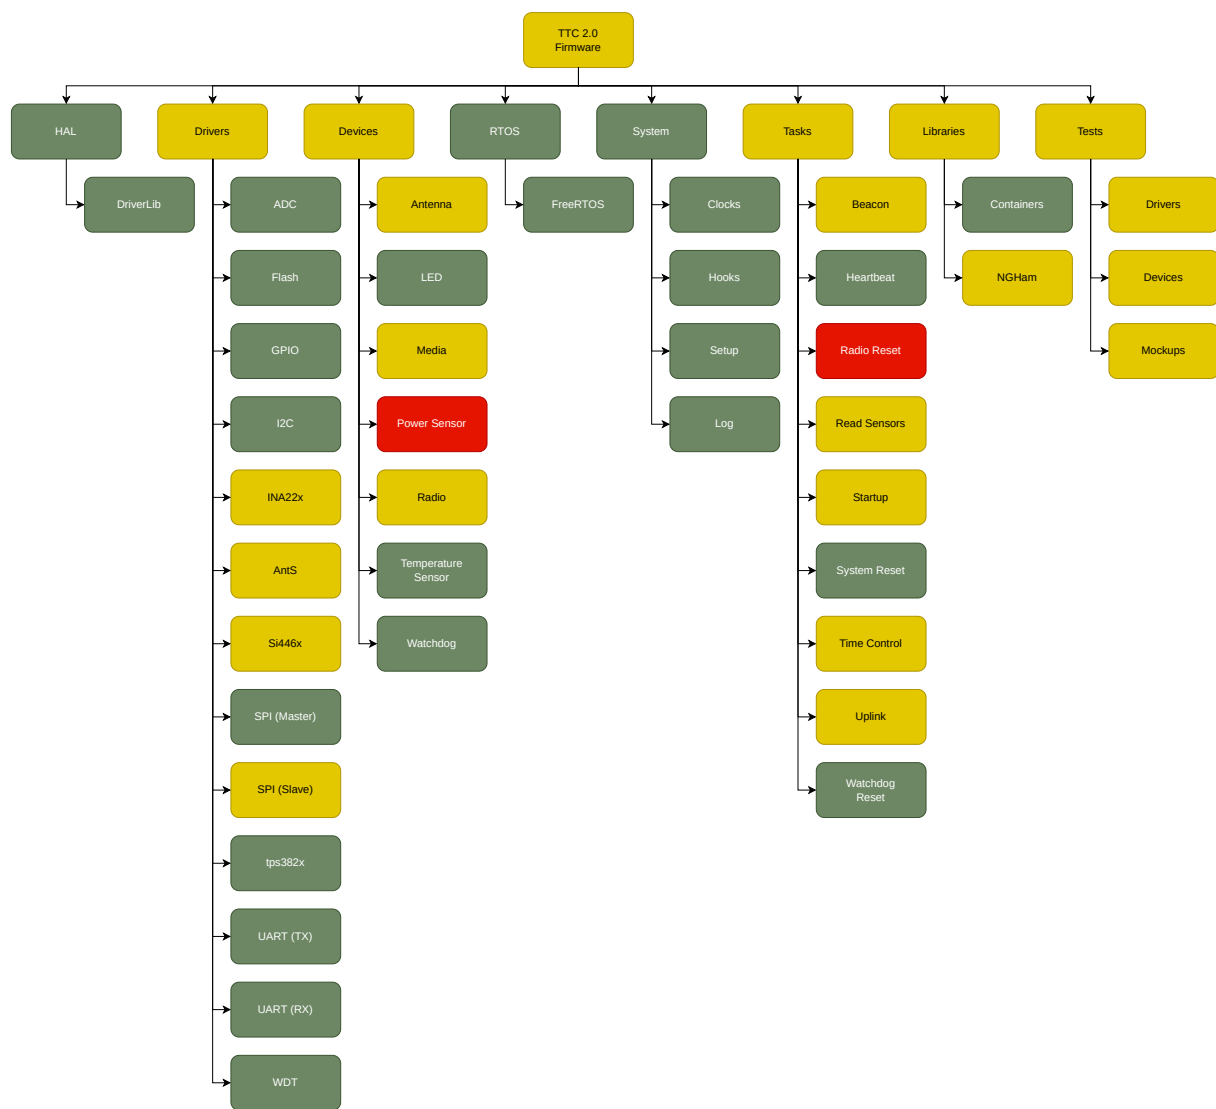 TTC 2.0
Firmware
HAL
Drivers
Devices
RTOS
System
Tasks
Libraries
Tests
DriverLib
ADC
Antenna
FreeRTOS
Clocks
Beacon
Containers
Drivers
Flash
LED
Hooks
Heartbeat
NGHam
Devices
GPIO
Media
Setup
Radio Reset
Mockups
I2C
Power Sensor
Log
Read Sensors
INA22x
Radio
Startup
AntS
Temperature
Sensor
System Reset
Si446x
Watchdog
Time Control
SPI (Master)
Uplink
SPI (Slave)
Watchdog
Reset
tps382x
UART (TX)
UART (RX)
WDT